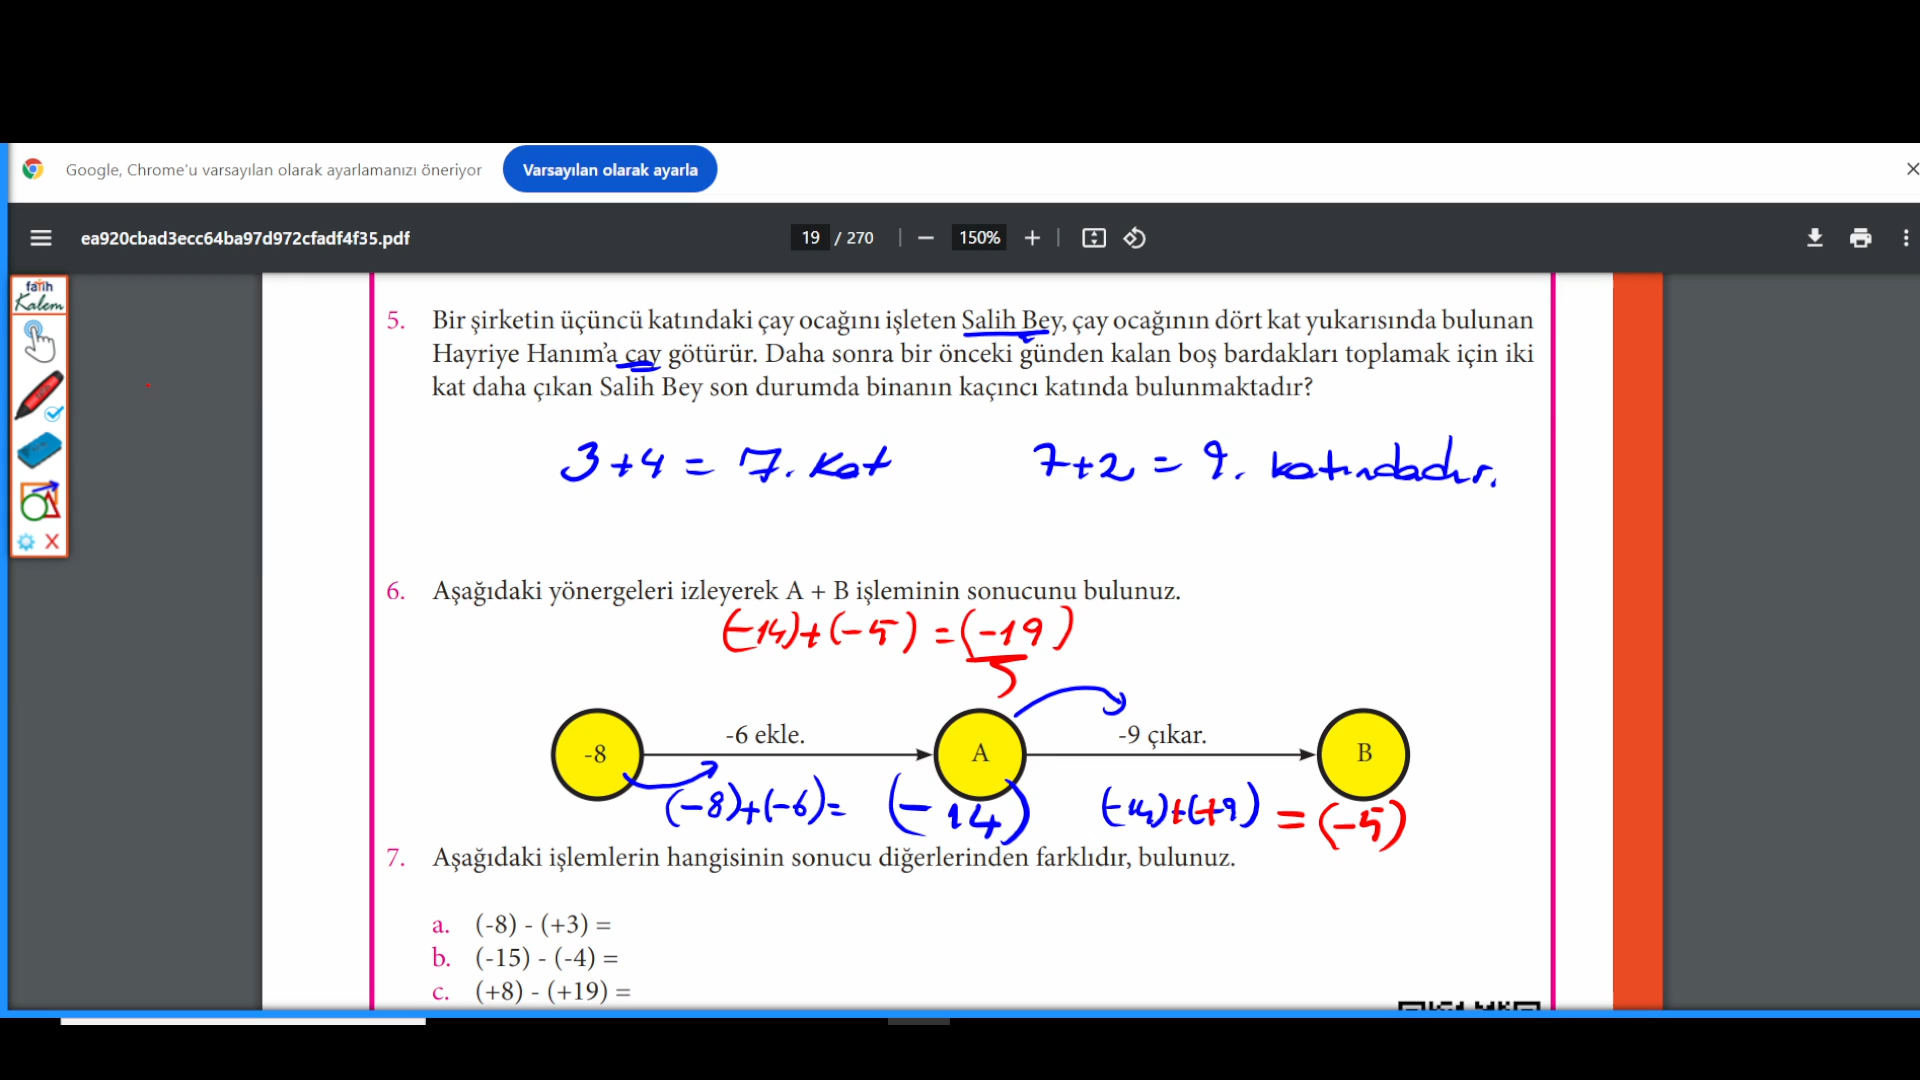 Google, Chrome'u varsayılan olarak ayarlamanızı öneriyor
Varsayılan olarak ayarla
ea920cbad3ecc64ba97d972cfadf4f35.pdf
19 / 270
150%
fatih
Kalem
5. Bir şirketin üçüncü katındaki çay ocağını işleten Salih Bey, çay ocağının dört kat yukarısında bulunan
Hayriye Hanım'a çay götürür. Daha sonra bir önceki günden kalan boş bardakları toplamak için iki
kat daha çıkan Salih Bey son durumda binanın kaçıncı katında bulunmaktadır?
3+4 = 7. kat 7+2 = 9. katındadır.
6. Aşağıdaki yönergeleri izleyerek A + B işleminin sonucunu bulunuz.
(-14)+(-5) = (-19)
-8 -6 ekle. A -9 çıkar. B
(-8)+(-6)= (-14) (-14)+(+9) = (-5)
7. Aşağıdaki işlemlerin hangisinin sonucu diğerlerinden farklıdır, bulunuz.
a. (-8) - (+3) =
b. (-15) - (-4) =
c. (+8) - (+19) =